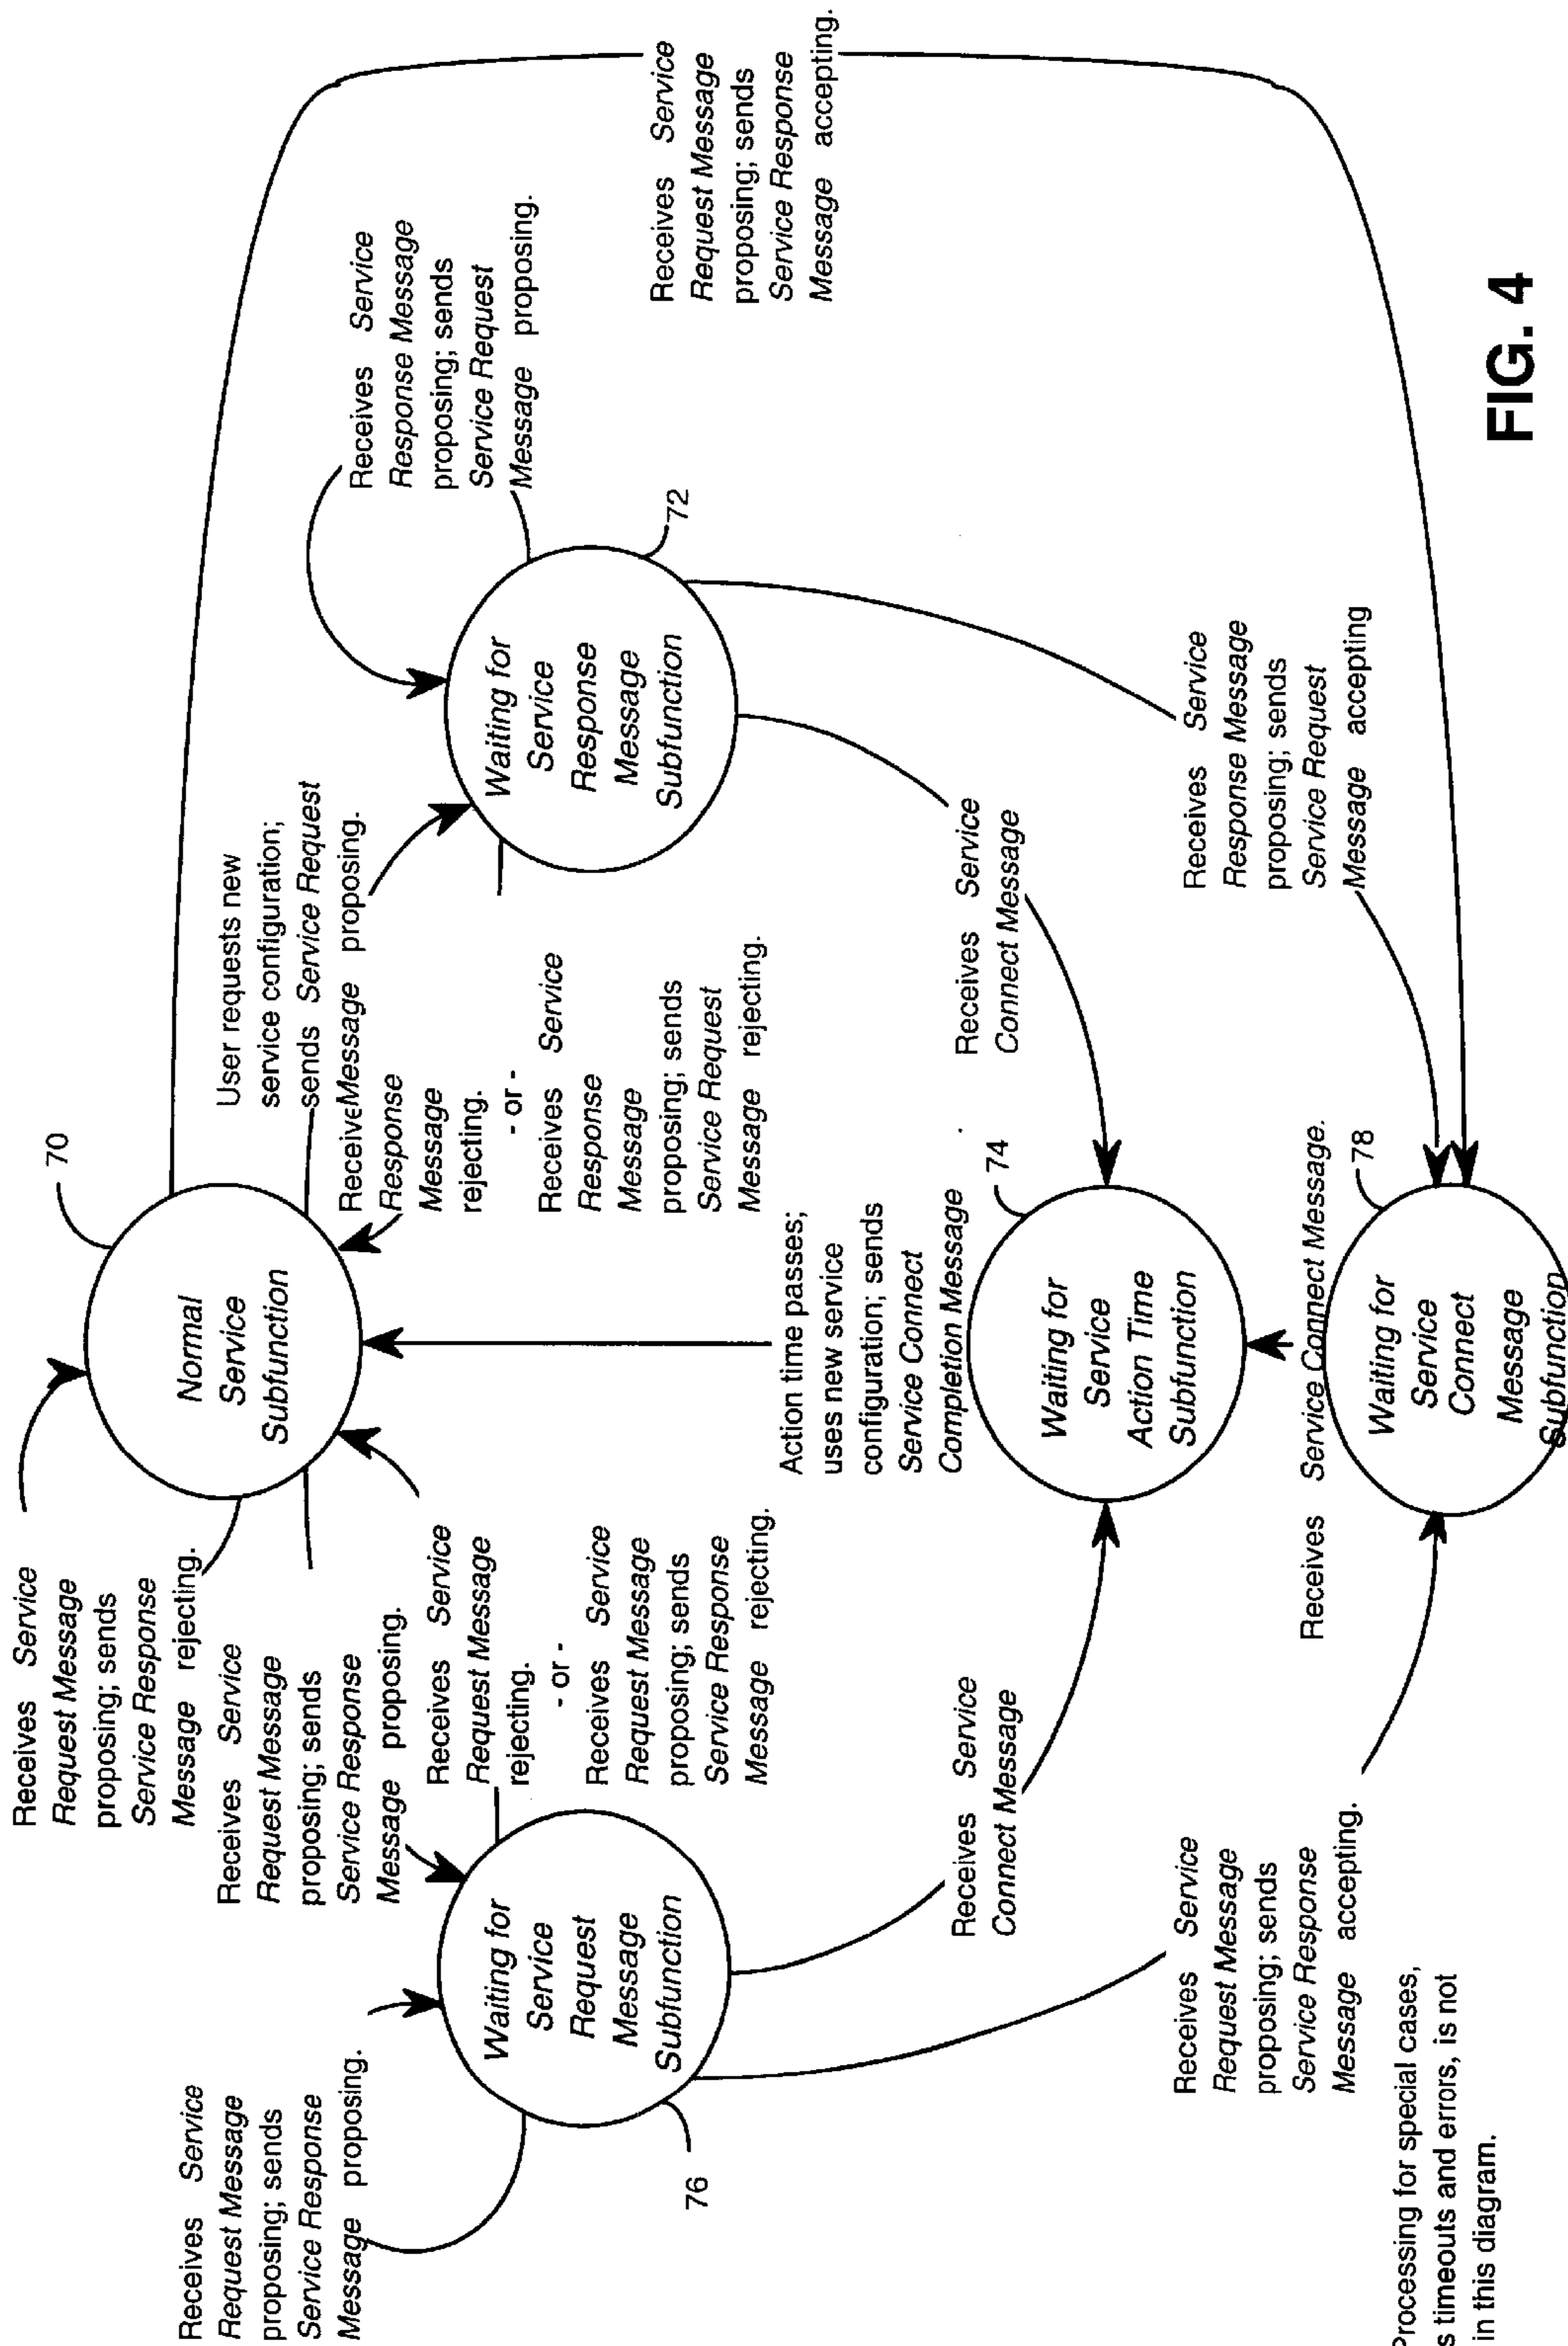 Receives Service
Request Message
proposing; sends
Service Response
Message rejecting.
70
Normal
Service
Subfunction
Receives Service
Request Message
proposing; sends
Service Response
Message proposing.
User requests new
service configuration;
sends Service Request
Message proposing.
Receives Service
Request Message
proposing; sends
Service Response
Message proposing.
Receives Service
Response Message
proposing; sends
Service Request
Message proposing.
Receives Service
Request Message
rejecting.
- or -
Receives Service
Request Message
proposing; sends
Service Response
Message rejecting.
Receive
Response
Message
rejecting.
- or -
Receives Service
Response
Message
proposing; sends
Service Request
Message rejecting.
Waiting for
Service
Request
Message
Subfunction
76
Waiting for
Service
Response
Message
Subfunction
72
Receives Service
Request Message
proposing; sends
Service Response
Message accepting.
Action time passes;
uses new service
configuration; sends
Service Connect
Completion Message
Receives Service
Connect Message
74
Waiting for
Service
Action Time
Subfunction
Receives Service
Connect Message
Receives Service
Request Message
proposing; sends
Service Response
Message accepting.
Receives Service Connect Message.
Receives Service
Response Message
proposing; sends
Service Request
Message accepting
78
Waiting for
Service
Connect
Message
Subfunction
Processing for special cases,
s timeouts and errors, is not
in this diagram.
FIG. 4